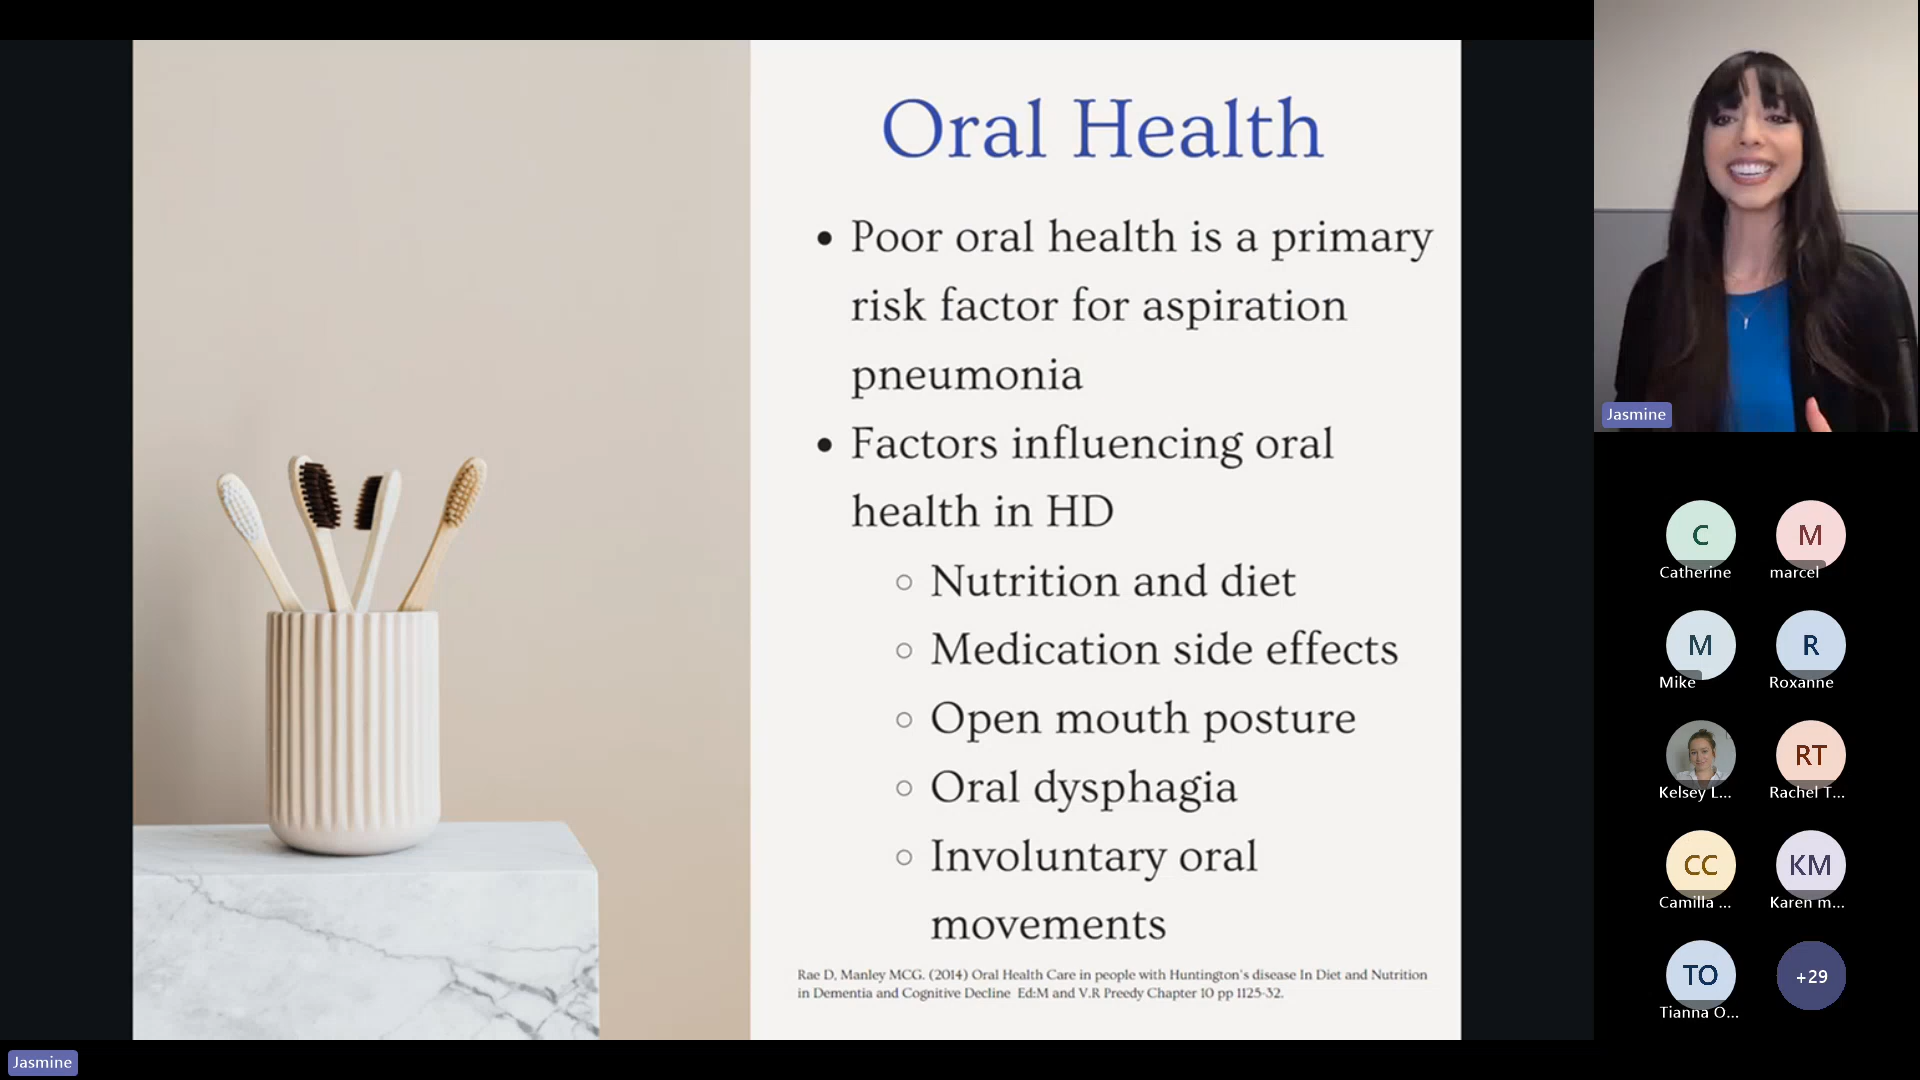 Oral Health
Poor oral health is a primary
risk factor for aspiration
pneumonia
Factors influencing oral
health in HD
Nutrition and diet
Medication side effects
Open mouth posture
Oral dysphagia
Involuntary oral
movements
Rae D, Manley MCG. (2014) Oral Health Care in people with Huntington's disease In Diet and Nutrition
in Dementia and Cognitive Decline Ed:M and V.R Preedy Chapter 10 pp 1125-32.
Jasmine
C
M
Catherine
marcel
M
R
Mike
Roxanne
RT
Kelsey L...
Rachel T...
CC
KM
Camilla ...
Karen m...
TO
+29
Tianna O...
Jasmine